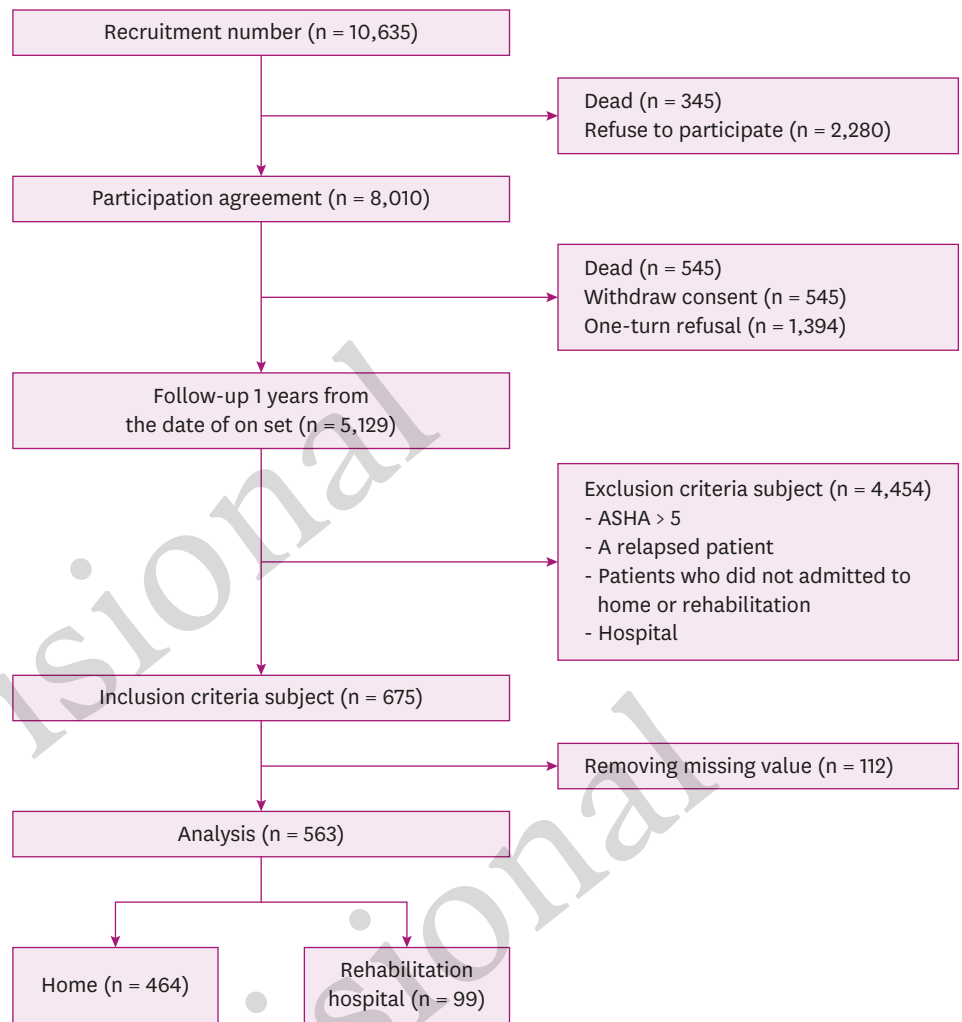 Recruitment number (n = 10,635)
Dead (n = 345)
Refuse to participate (n = 2,280)
Participation agreement (n = 8,010)
Dead (n = 545)
Withdraw consent (n = 545)
One-turn refusal (n = 1,394)
Follow-up 1 years from
the date of on set (n = 5,129)
Exclusion criteria subject (n = 4,454)
- ASHA > 5
- A relapsed patient
- Patients who did not admitted to
home or rehabilitation
- Hospital
Inclusion criteria subject (n = 675)
Removing missing value (n = 112)
Analysis (n = 563)
Home (n = 464)
Rehabilitation
hospital (n = 99)
isional
isional